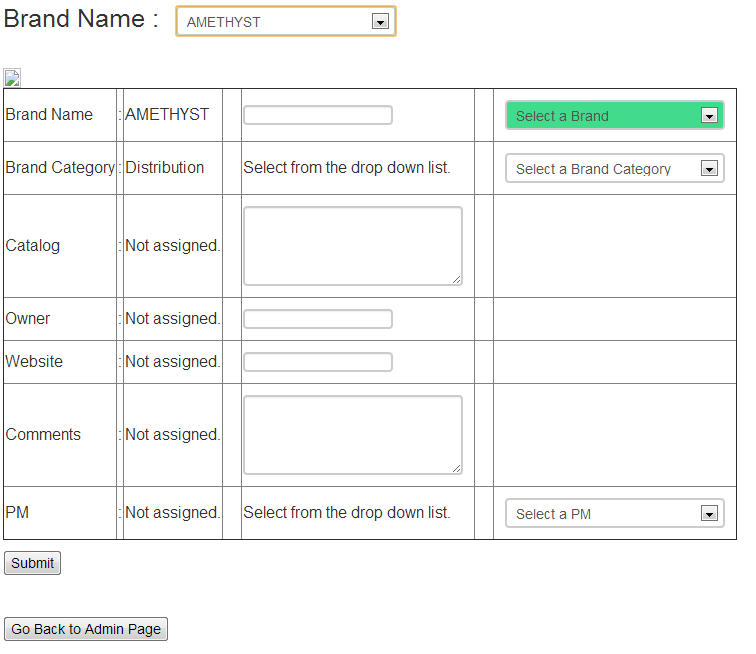 Brand Name : AMETHYST
Brand Name : AMETHYST Select a Brand
Brand Category : Distribution Select from the drop down list. Select a Brand Category
Catalog : Not assigned.
Owner : Not assigned.
Website : Not assigned.
Comments : Not assigned.
PM : Not assigned. Select from the drop down list. Select a PM
Submit
Go Back to Admin Page